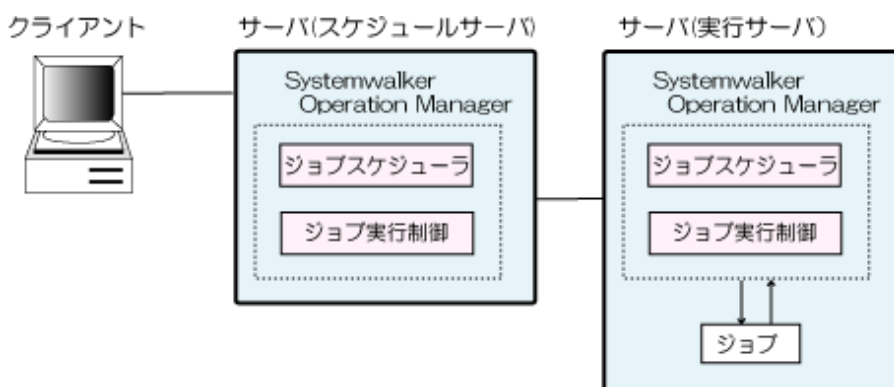 クライアント
サーバ(スケジュールサーバ)
サーバ(実行サーバ)
Systemwalker
Operation Manager
ジョブスケジューラ
ジョブ実行制御
Systemwalker
Operation Manager
ジョブスケジューラ
ジョブ実行制御
ジョブ